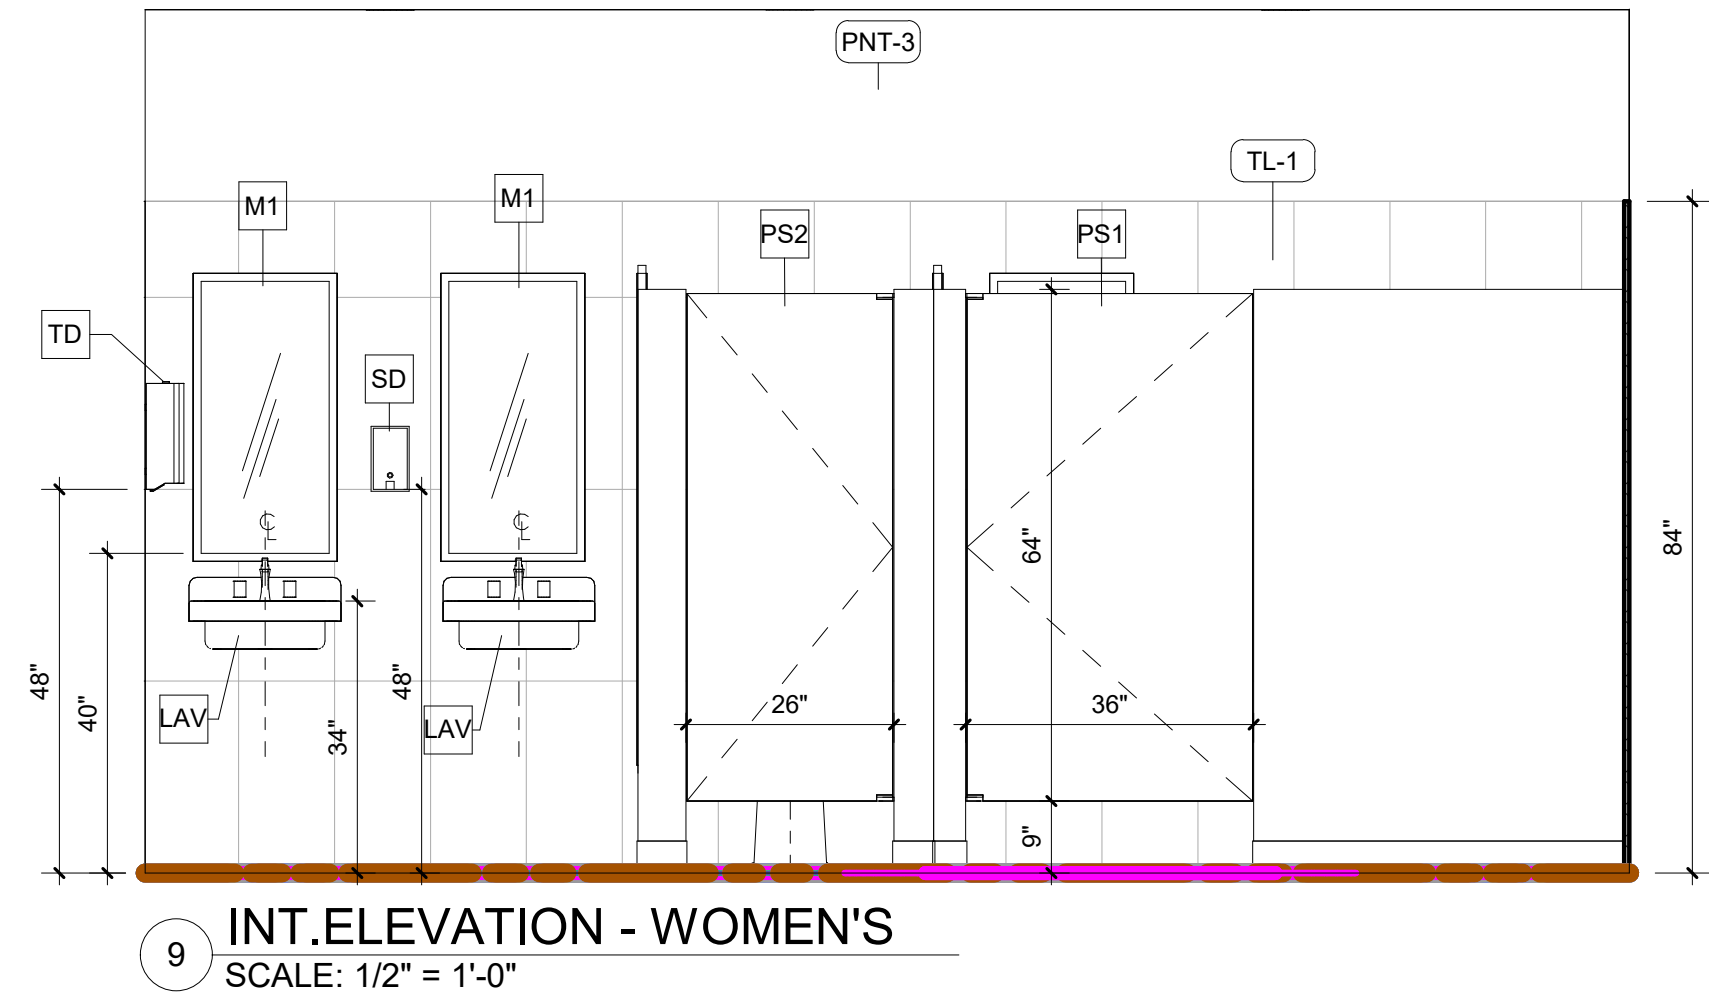 PNT-3
TL-1
M1
M1
PS2
PS1
TD
SD
℄
℄
64"
84"
48"
40"
LAV
34"
48"
LAV
26"
36"
9"
INT.ELEVATION - WOMEN'S
9
SCALE: 1/2" = 1'-0"